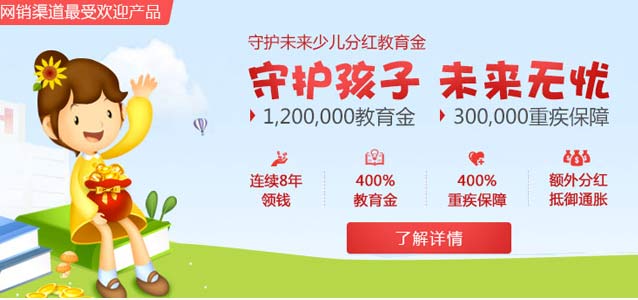 网销渠道最受欢迎产品
守护未来少儿分红教育金
守护孩子 未来无忧
1,200,000教育金
300,000重疾保障
连续8年
领钱
400%
教育金
400%
重疾保障
额外分红
抵御通胀
了解详情
H